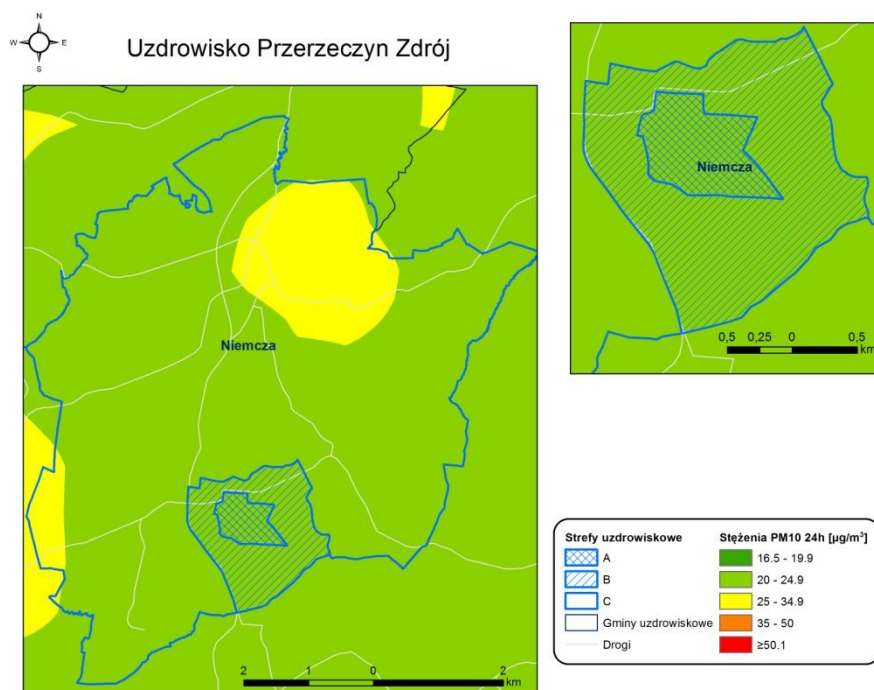 N
W E
S
Uzdrowisko Przerzeczyn Zdrój
Niemcza
2 1 0 2
km
Niemcza
0,5 0,25 0 0,5
km
Strefy uzdrowiskowe
A
B
C
Gminy uzdrowiskowe
Drogi
Stężenia PM10 24h [µg/m³]
16.5 - 19.9
20 - 24.9
25 - 34.9
35 - 50
≥50.1